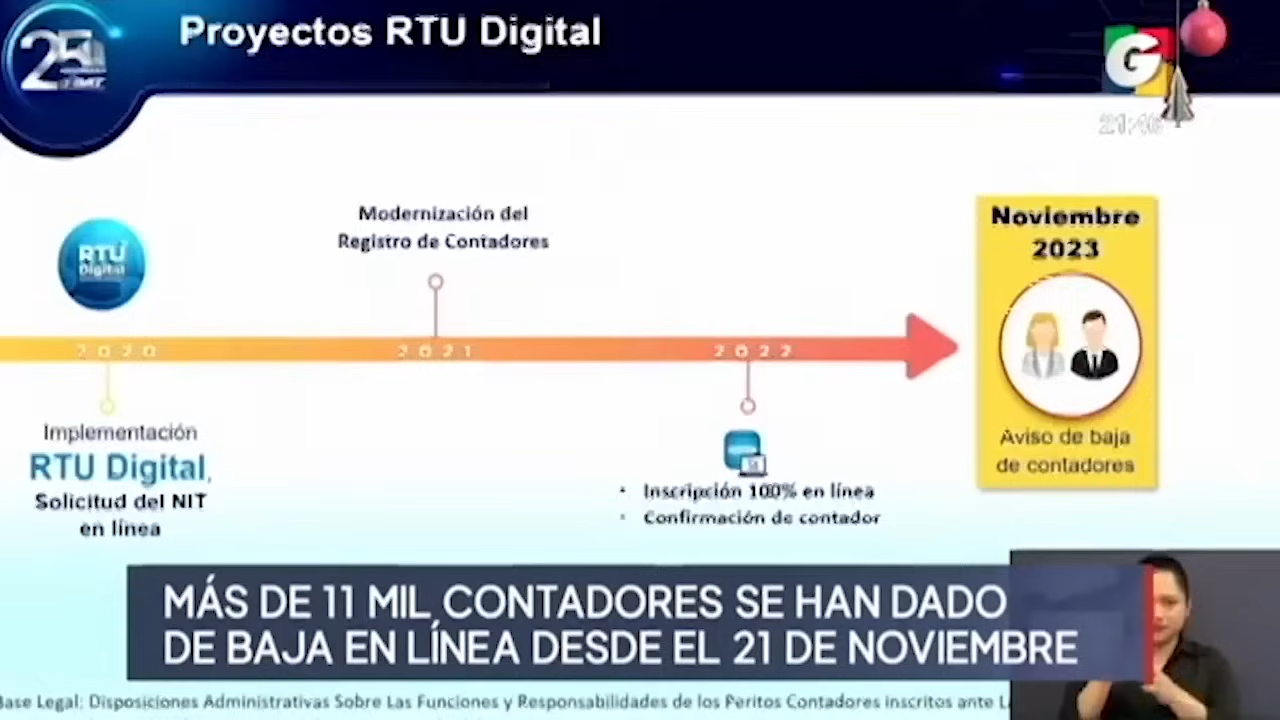 Proyectos RTU Digital
25
SAT
G
21:46
Modernización del
Registro de Contadores
RTU
Digital
Noviembre
2023
2020
2021
2022
Implementación
RTU Digital,
Solicitud del NIT
en línea
Inscripción 100% en línea
Confirmación de contador
Aviso de baja
de contadores
MÁS DE 11 MIL CONTADORES SE HAN DADO
DE BAJA EN LÍNEA DESDE EL 21 DE NOVIEMBRE
Base Legal: Disposiciones Administrativas Sobre Las Funciones y Responsabilidades de los Peritos Contadores inscritos ante